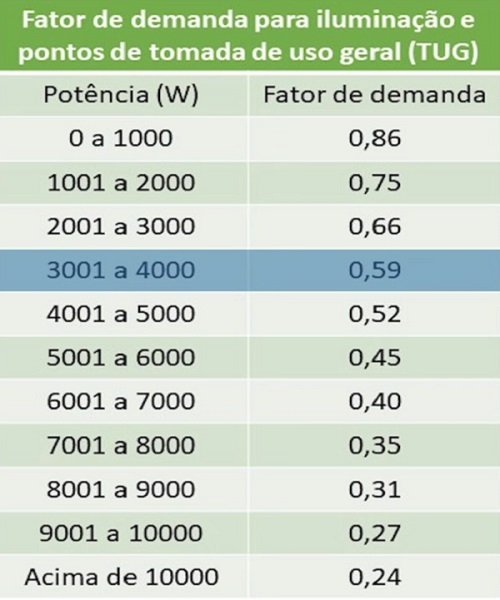 Fator de demanda para iluminação e
pontos de tomada de uso geral (TUG)
Potência (W) Fator de demanda
0 a 1000 0,86
1001 a 2000 0,75
2001 a 3000 0,66
3001 a 4000 0,59
4001 a 5000 0,52
5001 a 6000 0,45
6001 a 7000 0,40
7001 a 8000 0,35
8001 a 9000 0,31
9001 a 10000 0,27
Acima de 10000 0,24